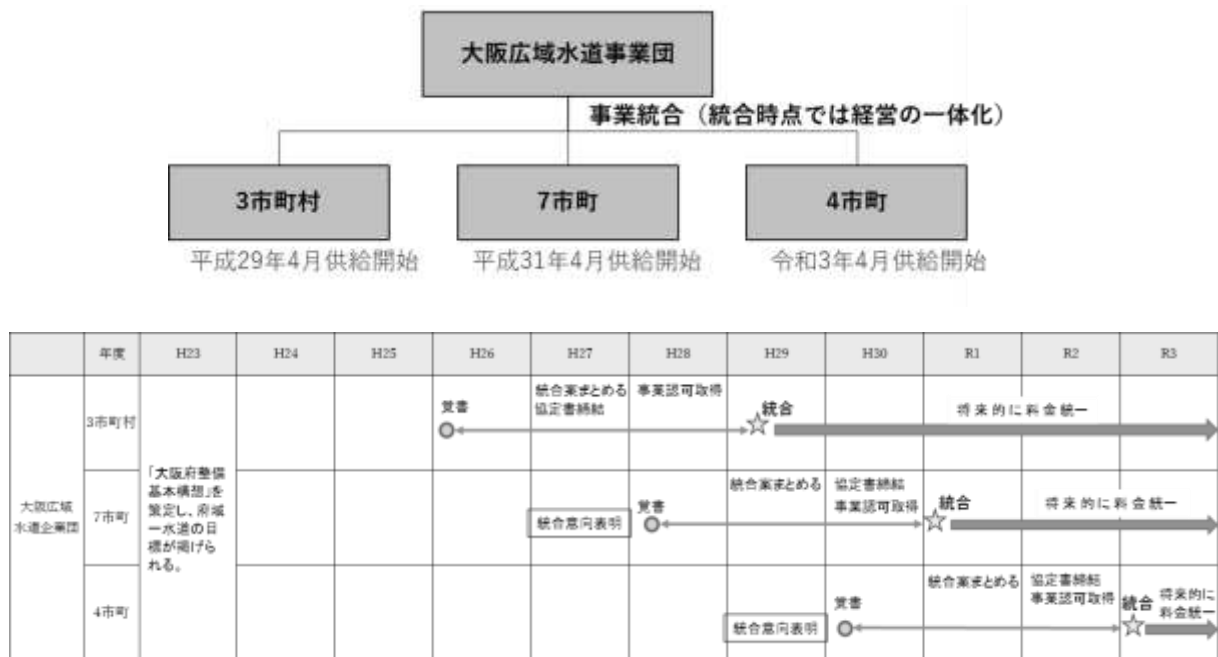 大阪広域水道事業団
事業統合（統合時点では経営の一体化）
3市町村
7市町
4市町
平成29年4月供給開始
平成31年4月供給開始
令和3年4月供給開始
年度
H23
H24
H25
H26
H27
H28
H29
H30
R1
R2
R3
大阪広域
水道企業団
3市町村
覚書
統合案まとめる
協定書締結
事業認可取得
統合
将来的に料金統一
「大阪府整備
基本構想」を
策定し、府域
一水道の目
標が掲げら
れる。
7市町
統合意向表明
覚書
統合案まとめる
協定書締結
事業認可取得
統合
将来的に料金統一
4市町
統合意向表明
覚書
統合案まとめる
協定書締結
事業認可取得
統合
将来的に
料金統一